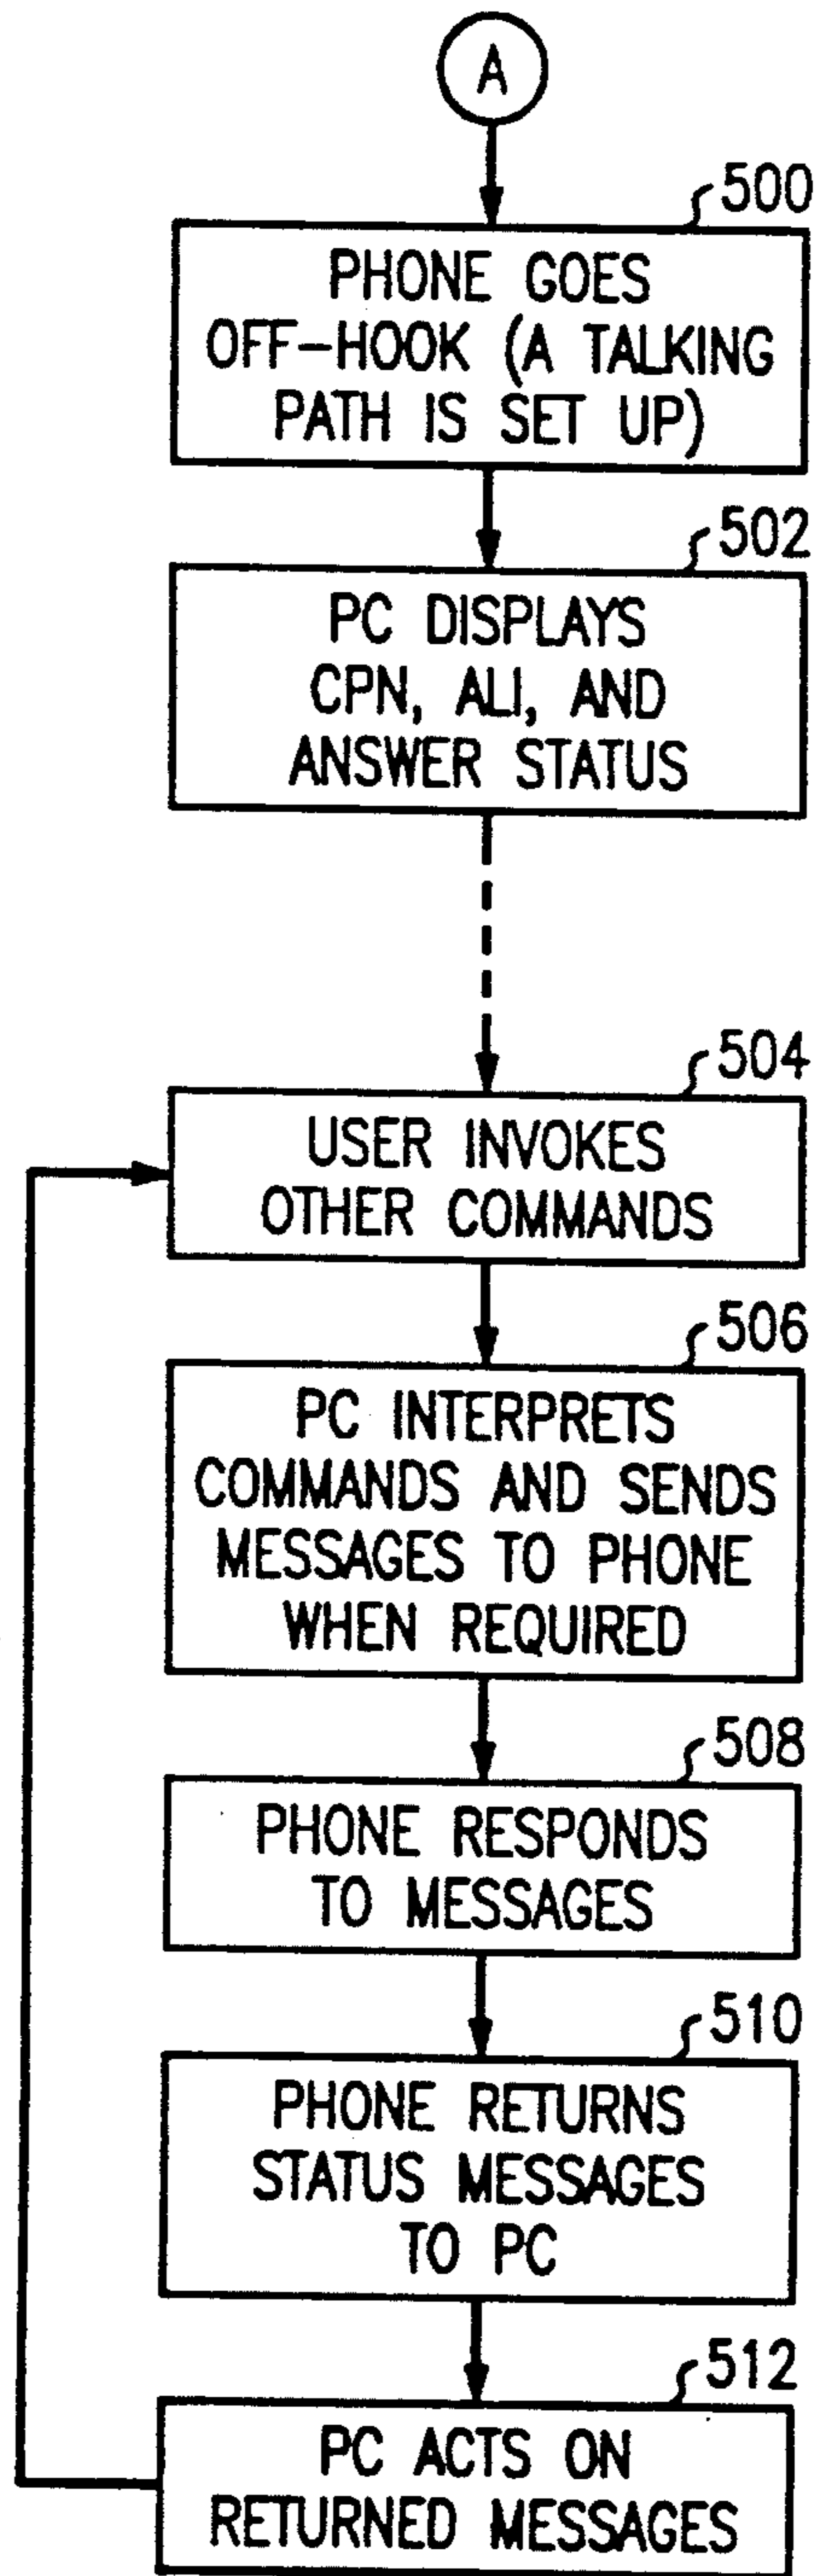 A
500
PHONE GOES
OFF-HOOK (A TALKING
PATH IS SET UP)
502
PC DISPLAYS
CPN, ALI, AND
ANSWER STATUS
504
USER INVOKES
OTHER COMMANDS
506
PC INTERPRETS
COMMANDS AND SENDS
MESSAGES TO PHONE
WHEN REQUIRED
508
PHONE RESPONDS
TO MESSAGES
510
PHONE RETURNS
STATUS MESSAGES
TO PC
512
PC ACTS ON
RETURNED MESSAGES